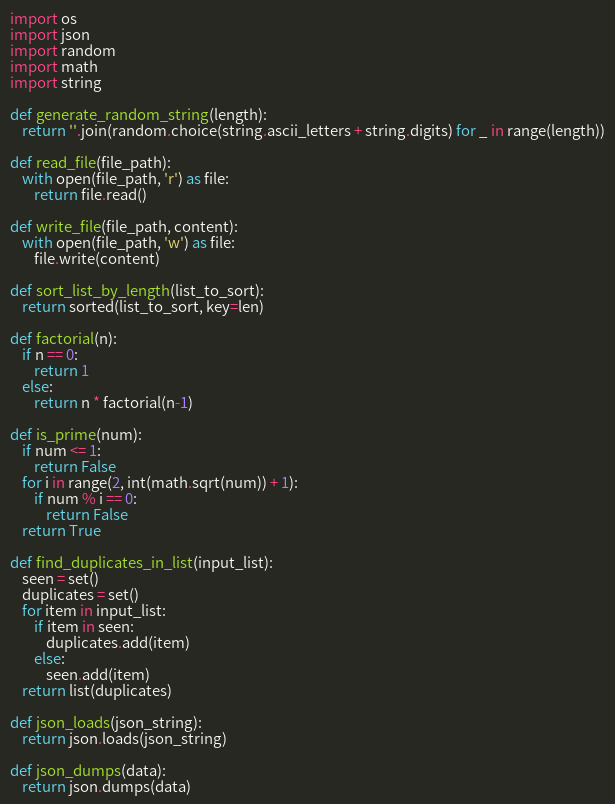 import os
import json
import random
import math
import string

def generate_random_string(length):
    return ''.join(random.choice(string.ascii_letters + string.digits) for _ in range(length))

def read_file(file_path):
    with open(file_path, 'r') as file:
        return file.read()

def write_file(file_path, content):
    with open(file_path, 'w') as file:
        file.write(content)

def sort_list_by_length(list_to_sort):
    return sorted(list_to_sort, key=len)

def factorial(n):
    if n == 0:
        return 1
    else:
        return n * factorial(n-1)

def is_prime(num):
    if num <= 1:
        return False
    for i in range(2, int(math.sqrt(num)) + 1):
        if num % i == 0:
            return False
    return True

def find_duplicates_in_list(input_list):
    seen = set()
    duplicates = set()
    for item in input_list:
        if item in seen:
            duplicates.add(item)
        else:
            seen.add(item)
    return list(duplicates)

def json_loads(json_string):
    return json.loads(json_string)

def json_dumps(data):
    return json.dumps(data)